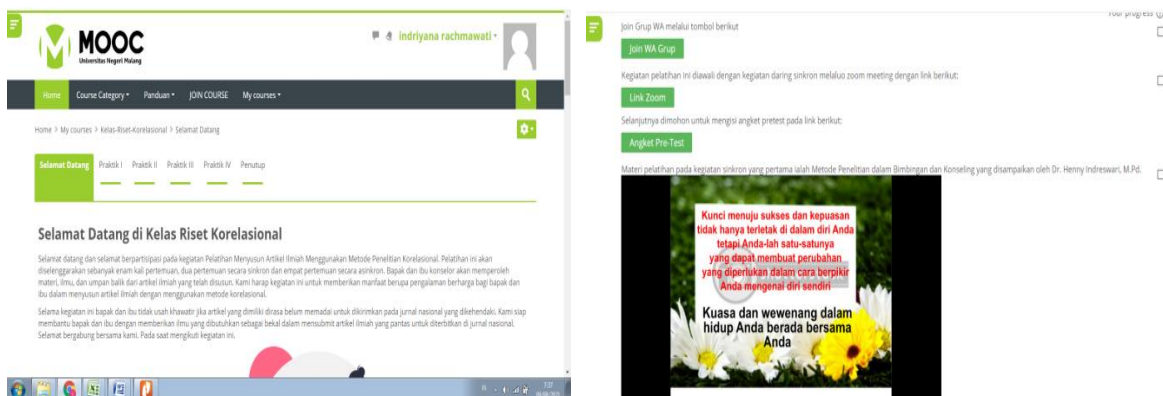 MOOC
Universitas Negeri Malang
indriyana rachmawati
Home Course Category Panduan JOIN COURSE My courses
Home > My courses > Kelas-Riset-Korelasional > Selamat Datang
Selamat Datang Praktik I Praktik II Praktik III Praktik IV Penutup
Selamat Datang di Kelas Riset Korelasional
Selamat datang dan selamat berpartisipasi pada kegiatan Pelatihan Menyusun Artikel Ilmiah Menggunakan Metode Penelitian Korelasional. Pelatihan ini akan
diselenggarakan sebanyak enam kali pertemuan, dua pertemuan secara sinkron dan empat pertemuan secara asinkron. Bapak dan ibu konselor akan memperoleh
materi, ilmu, dan umpan balik dari artikel ilmiah yang telah disusun. Kami harap kegiatan ini untuk memberikan manfaat berupa pengalaman berharga bagi bapak dan
ibu dalam menyusun artikel ilmiah dengan menggunakan metode korelasional.
Selama kegiatan ini bapak dan ibu tidak usah khawatir jika artikel yang dimiliki dirasa belum memadai untuk dikirimkan pada jurnal nasional yang dikehendaki. Kami siap
membantu bapak dan ibu dengan memberikan ilmu yang dibutuhkan sebagai bekal dalam mensubmit artikel ilmiah yang pantas untuk diterbitkan di jurnal nasional.
Selamat bergabung bersama kami. Pada saat mengikuti kegiatan ini.
7:37
Your progress
Join Grup WA melalui tombol berikut
Join WA Grup
Kegiatan pelatihan ini diawali dengan kegiatan daring sinkron melaluo zoom meeting dengan link berikut:
Link Zoom
Selanjutnya dimohon untuk mengisi angket pretest pada link berikut:
Angket Pre-Test
Materi pelatihan pada kegiatan sinkron yang pertama ialah Metode Penelitian dalam Bimbingan dan Konseling yang disampaikan oleh Dr. Henny Indreswari, M.Pd.
Kunci menuju sukses dan kepuasan
tidak hanya terletak di dalam diri Anda
tetapi Anda-lah satu-satunya
yang dapat membuat perubahan
yang diperlukan dalam cara berpikir
Anda mengenai diri sendiri
Kuasa dan wewenang dalam
hidup Anda berada bersama
Anda